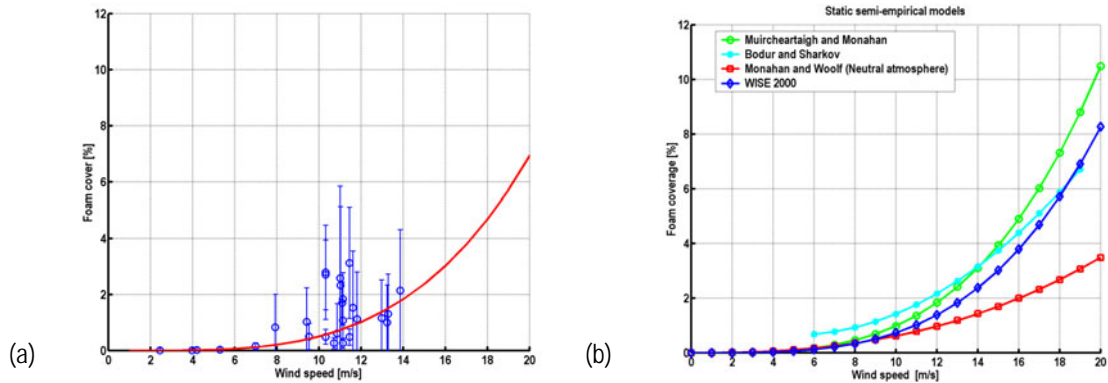 (a)
Foam cover [%]
12
10
8
6
4
2
0
0 2 4 6 8 10 12 14 16 18 20
Wind speed [m/s]
(b)
Static semi-empirical models
Muircheartaigh and Monahan
Bodur and Sharkov
Monahan and Woolf (Neutral atmosphere)
WISE 2000
Foam coverage [%]
12
10
8
6
4
2
0
0 2 4 6 8 10 12 14 16 18 20
Wind speed [m/s]